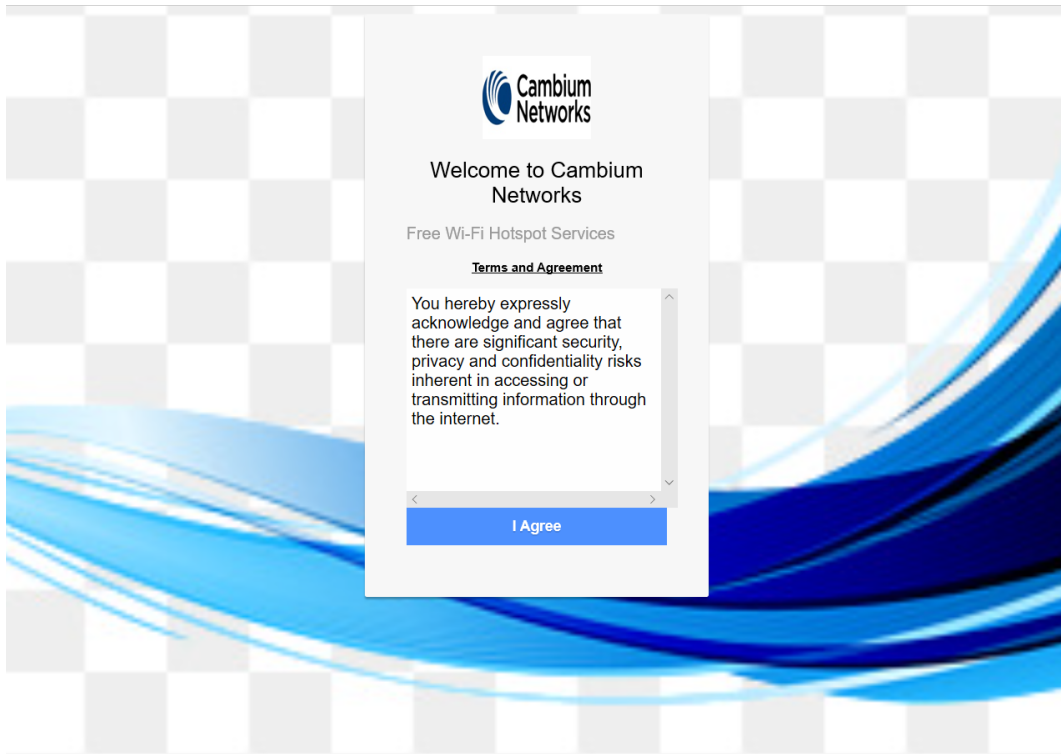 Cambium
Networks
Welcome to Cambium
Networks
Free Wi-Fi Hotspot Services
Terms and Agreement
You hereby expressly
acknowledge and agree that
there are significant security,
privacy and confidentiality risks
inherent in accessing or
transmitting information through
the internet.
I Agree